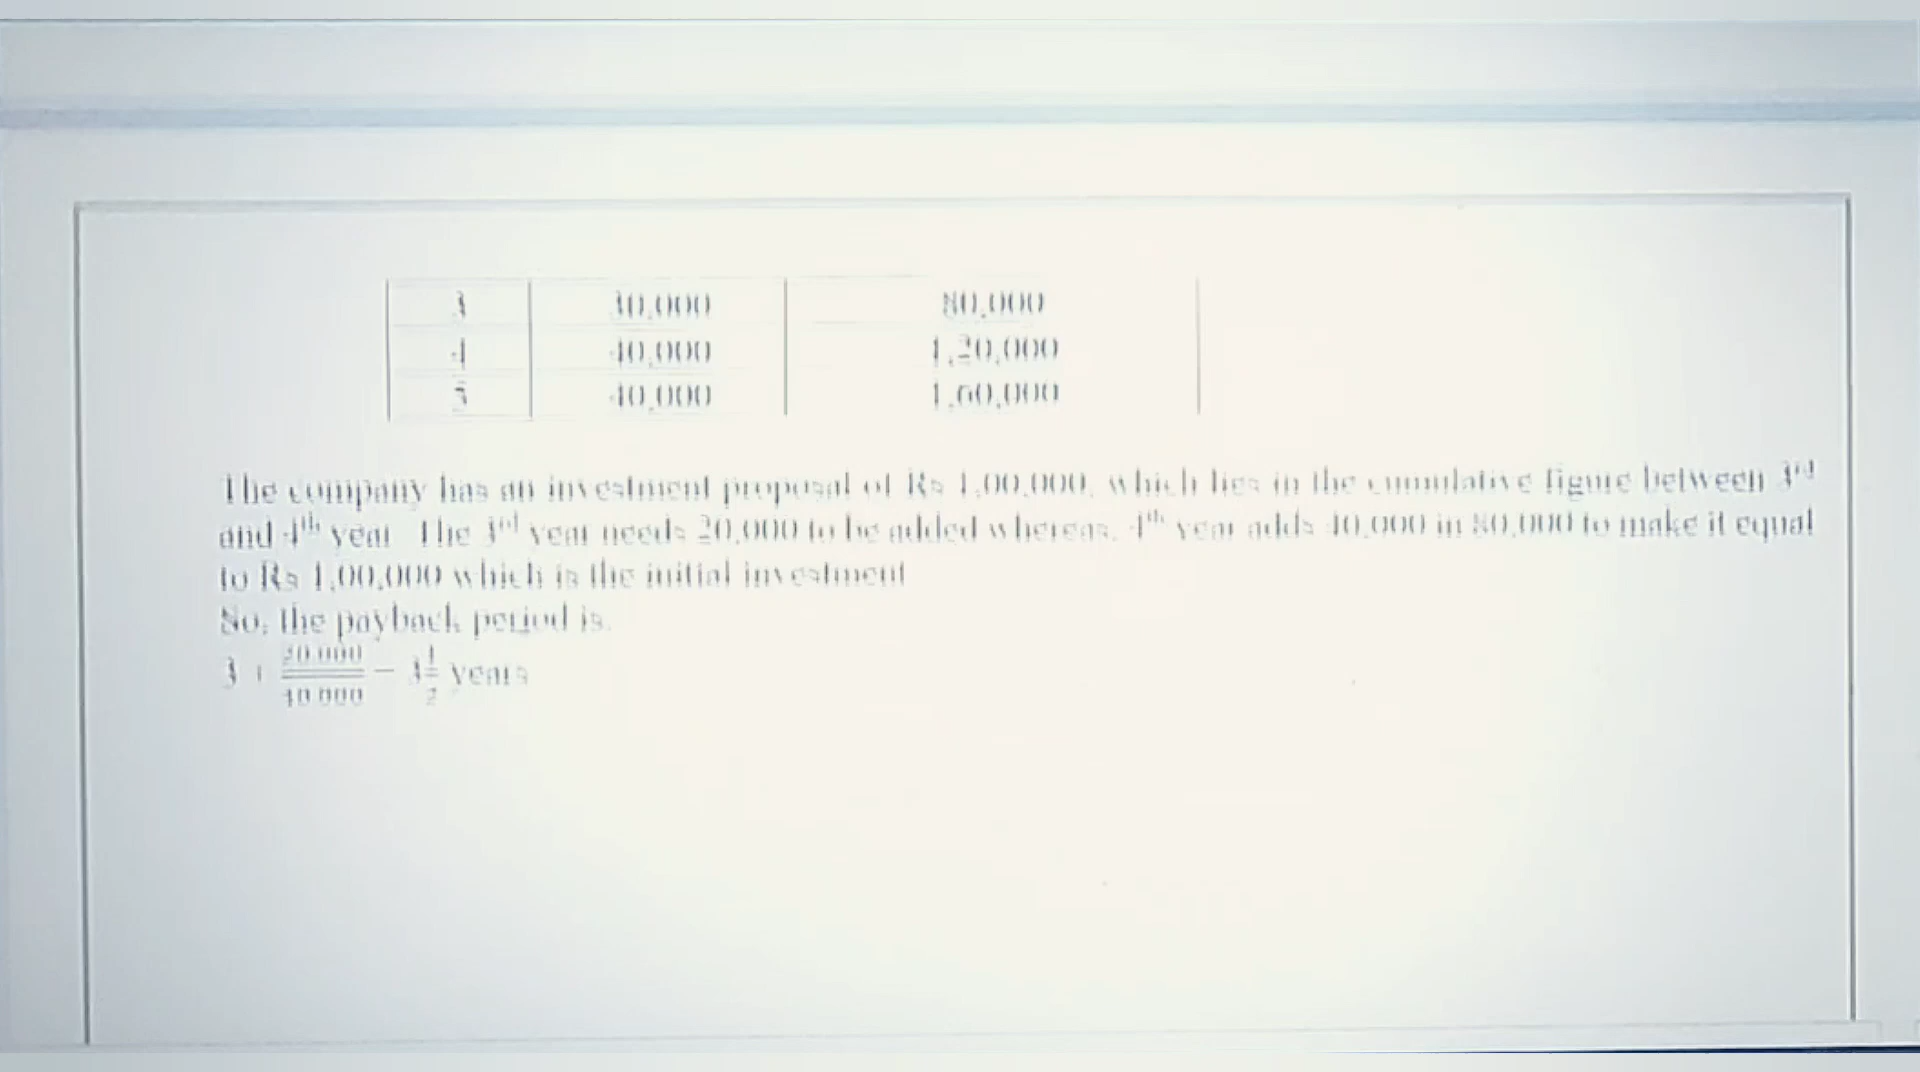 3 30,000 80,000
4 40,000 1,20,000
5 40,000 1,60,000
The company has an investment proposal of Rs 1,00,000, which lies in the cummulative figure between 3rd
and 4th year. The 3rd year needs 20,000 to be added whereas, 4th year adds 40,000 in 80,000 to make it equal
to Rs 1,00,000 which is the initial investment
So, the payback period is.
3 + 20 000/40 000 = 3 1/2 years